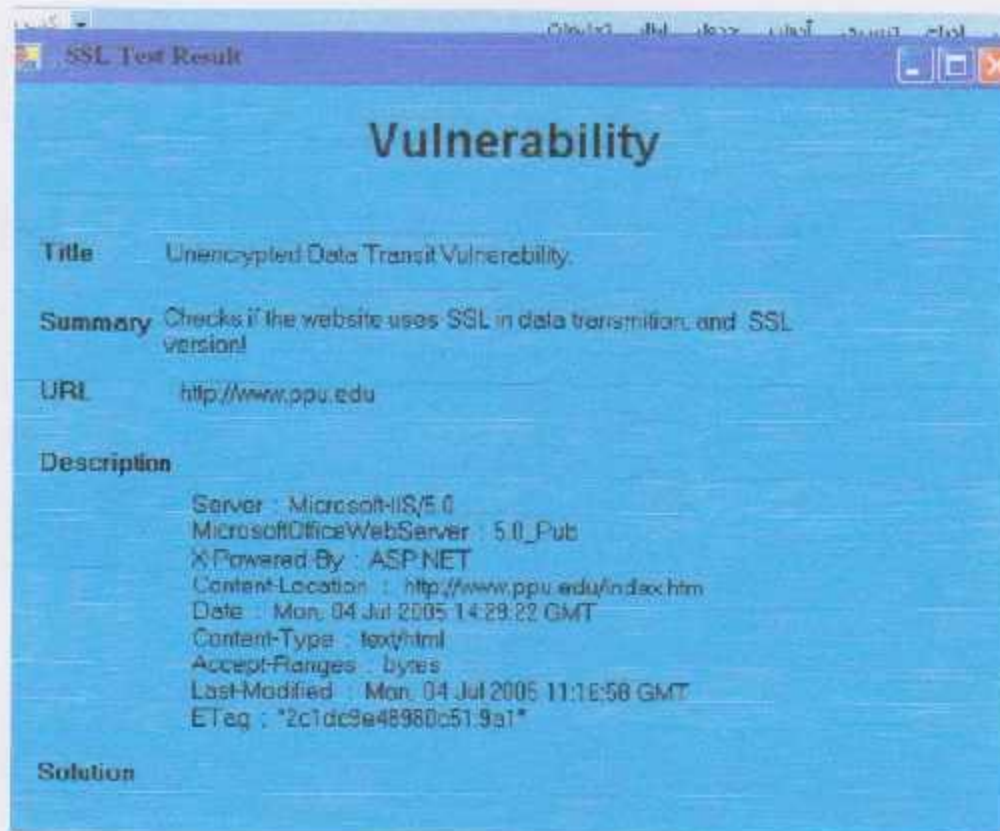 SSL Test Result
Vulnerability
Title Unencrypted Data Transit Vulnerability.
Summary Checks if the website uses SSL in data transmition, and SSL
version!
URL http://www.ppu.edu
Description
Server : Microsoft-IIS/5.0
MicrosoftOfficeWebServer : 5.0_Pub
X-Powered-By : ASP.NET
Content-Location : http://www.ppu.edu/index.htm
Date : Mon, 04 Jul 2005 14:28:22 GMT
Content-Type : text/html
Accept-Ranges : bytes
Last-Modified : Mon, 04 Jul 2005 11:16:58 GMT
ETag :
Solution